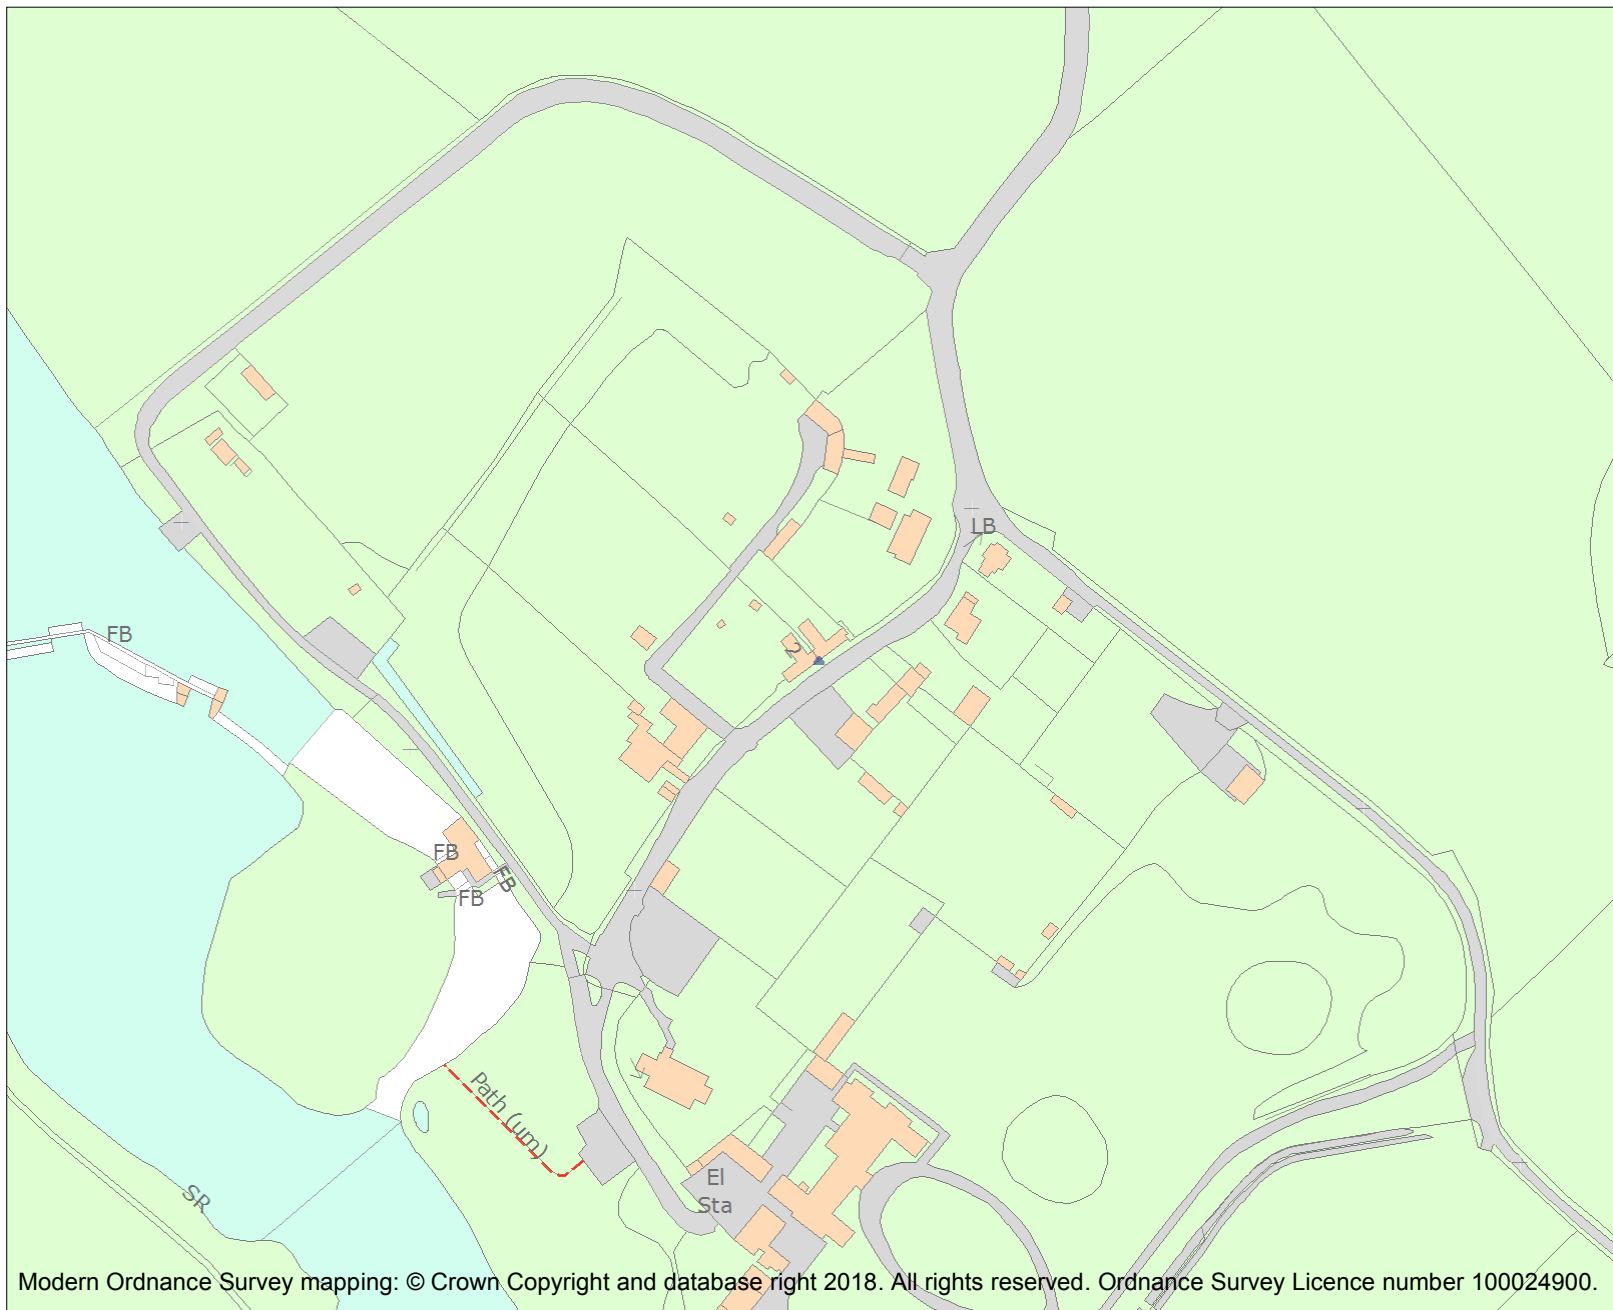 LB
FB
2
FB
FB
FB
Path (um)
El
Sta
SR
Modern Ordnance Survey mapping: © Crown Copyright and database right 2018. All rights reserved. Ordnance Survey Licence number 100024900.